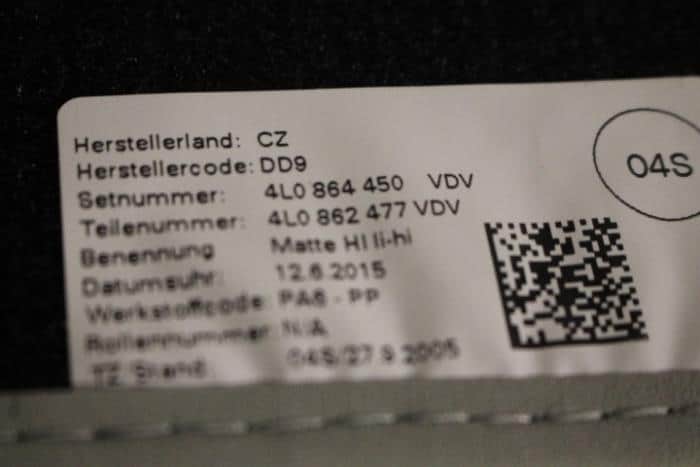 Herstellerland: CZ
Herstellercode: DD9
Setnummer: 4L0 864 450 VDV
Teilenummer: 4L0 862 477 VDV
Benennung Matte HI li-hi
Datumsuhr: 12.6.2015
Werkstoffcode: PA6 - PP
Rollennummer: N/A
TZ Stand: 04S/27.9.2005
04S